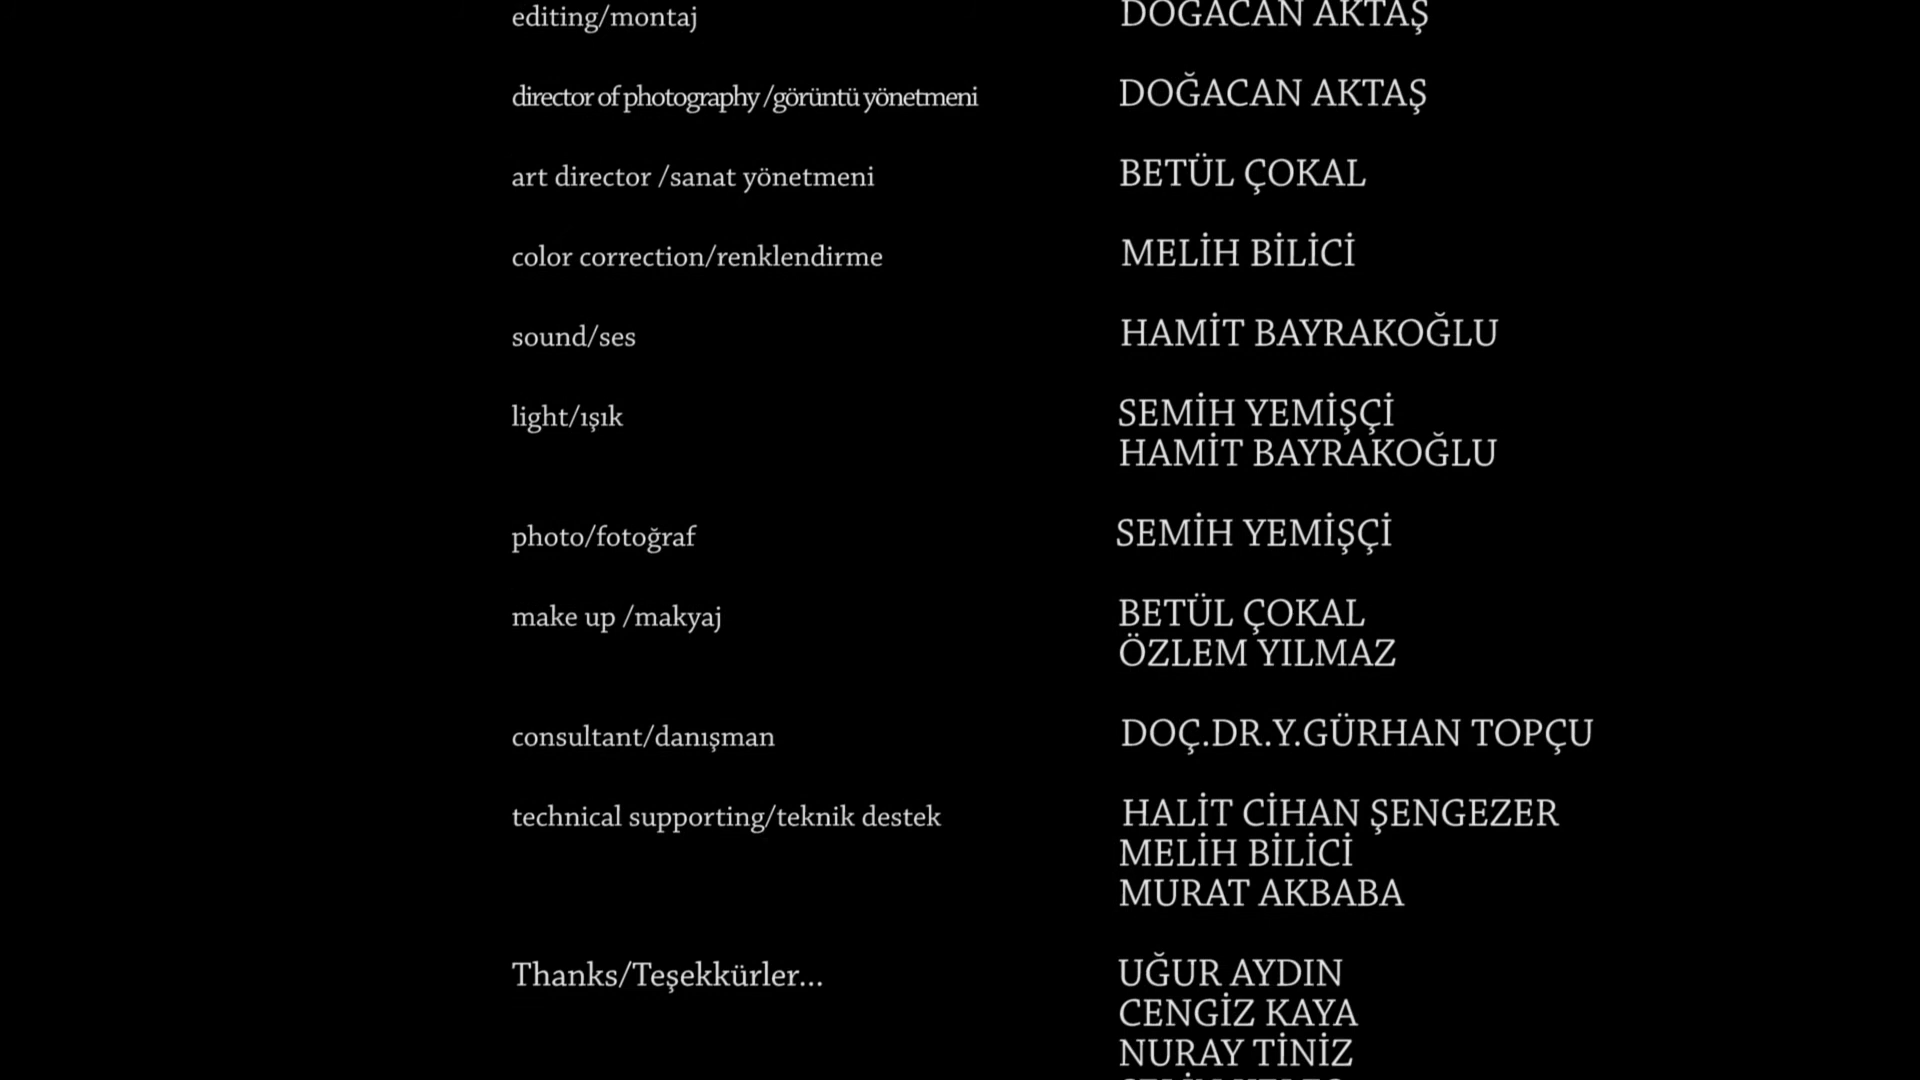 editing/montaj DOĞACAN AKTAŞ
director of photography /görüntü yönetmeni DOĞACAN AKTAŞ
art director /sanat yönetmeni BETÜL ÇOKAL
color correction/renklendirme MELİH BİLİCİ
sound/ses HAMİT BAYRAKOĞLU
light/ışık SEMİH YEMİŞÇİ
HAMİT BAYRAKOĞLU
photo/fotoğraf SEMİH YEMİŞÇİ
make up /makyaj BETÜL ÇOKAL
ÖZLEM YILMAZ
consultant/danışman DOÇ.DR.Y.GÜRHAN TOPÇU
technical supporting/teknik destek HALİT CİHAN ŞENGEZER
MELİH BİLİCİ
MURAT AKBABA
Thanks/Teşekkürler... UĞUR AYDIN
CENGİZ KAYA
NURAY TİNİZ